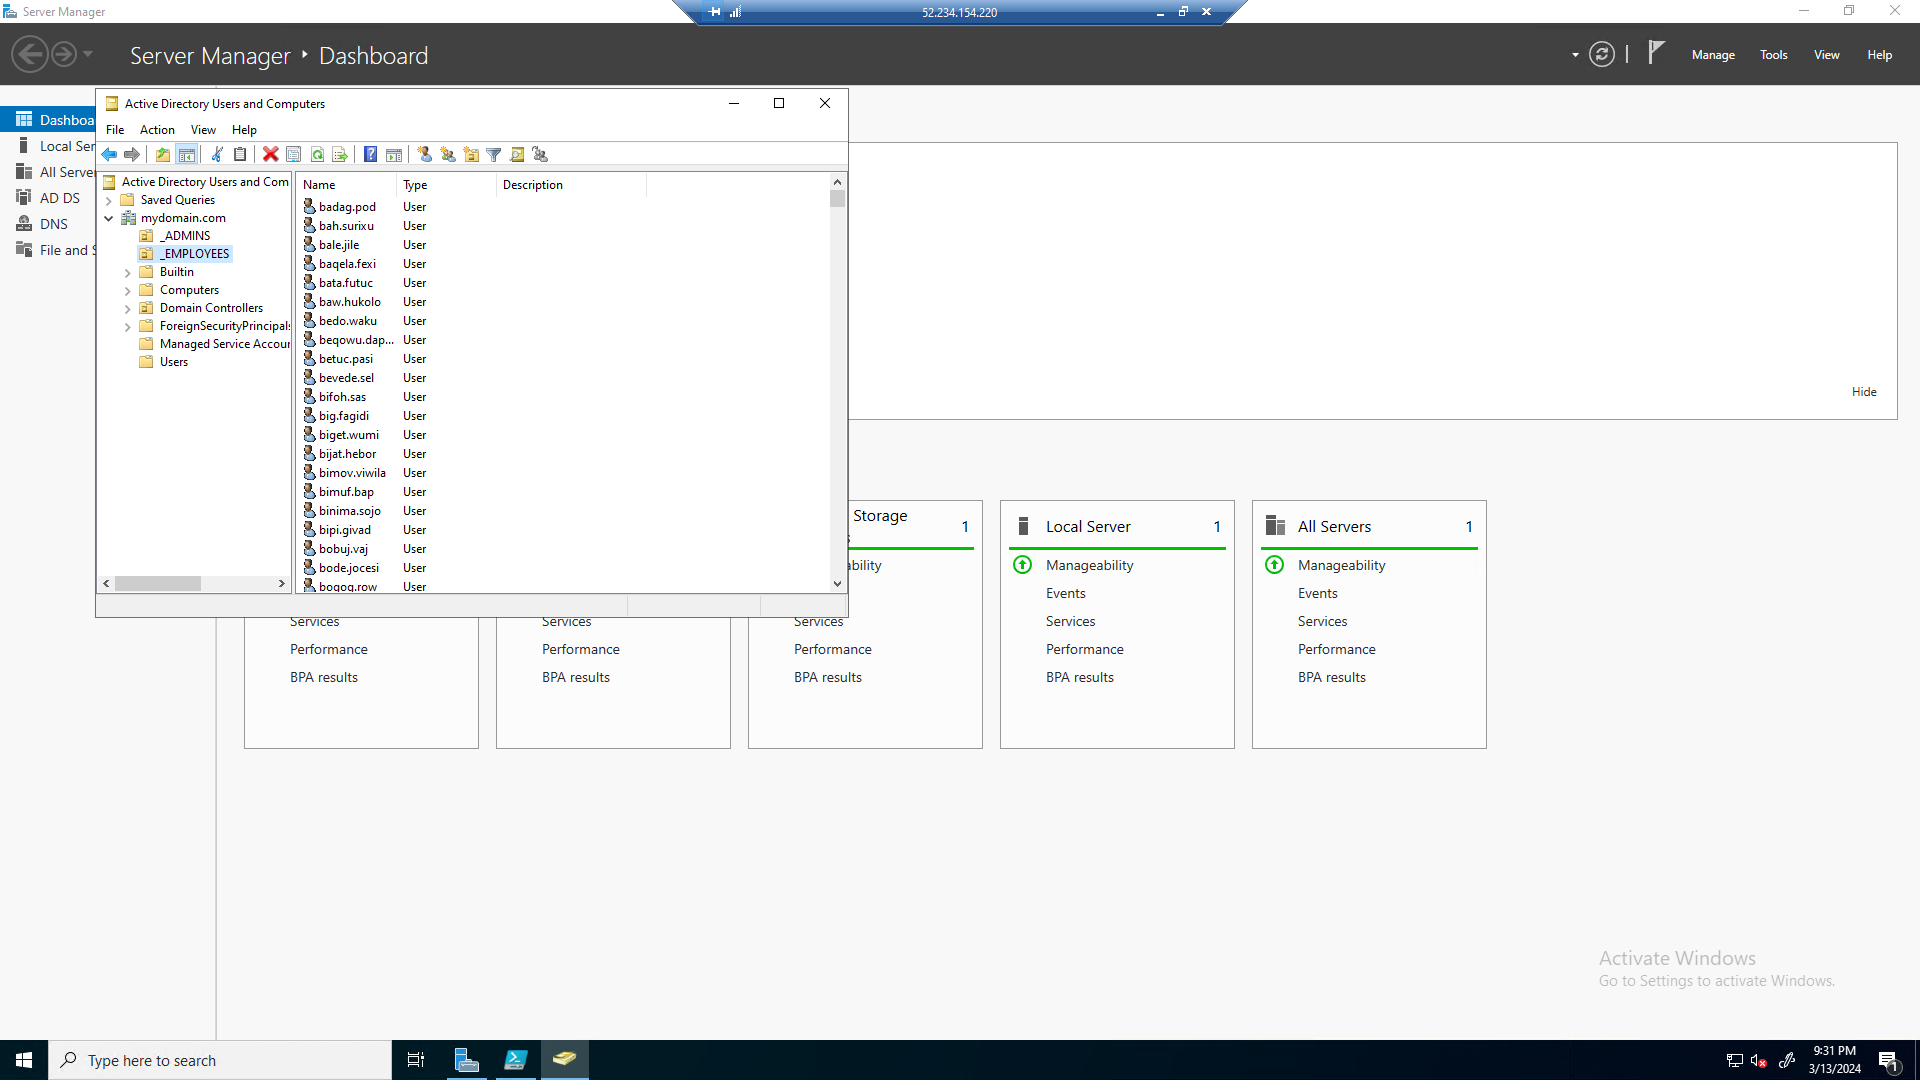 Server Manager
52.234.154.220
Server Manager ‣ Dashboard
Manage Tools View Help
Dashboa
Local Ser
All Server
AD DS
DNS
File and S
Active Directory Users and Computers
File Action View Help
Active Directory Users and Com
Saved Queries
mydomain.com
_ADMINS
_EMPLOYEES
Builtin
Computers
Domain Controllers
ForeignSecurityPrincipals
Managed Service Accour
Users
Name Type Description
badag.pod User
bah.surixu User
bale.jile User
baqela.fexi User
bata.futuc User
baw.hukolo User
bedo.waku User
beqowu.dap... User
betuc.pasi User
bevede.sel User
bifoh.sas User
big.fagidi User
biget.wumi User
bijat.hebor User
bimov.viwila User
bimuf.bap User
binima.sojo User
bipi.givad User
bobuj.vaj User
bode.jocesi User
bogog.row User
Hide
Services
Performance
BPA results
Services
Performance
BPA results
Storage 1
s
ability
Services
Performance
BPA results
Local Server 1
Manageability
Events
Services
Performance
BPA results
All Servers 1
Manageability
Events
Services
Performance
BPA results
Activate Windows
Go to Settings to activate Windows.
Type here to search
9:31 PM
3/13/2024
1